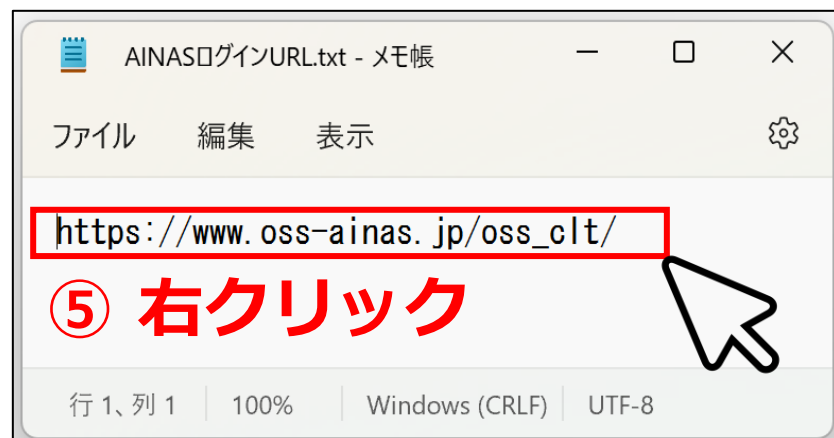 AINASログインURL.txt - メモ帳
ファイル 編集 表示
https://www.oss-ainas.jp/oss_clt/
⑤ 右クリック
行 1、列 1 100% Windows (CRLF) UTF-8